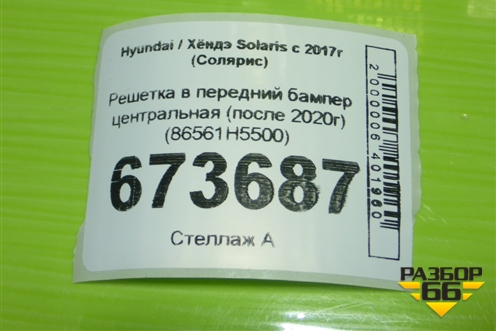 Hyundai / Хёндэ Solaris с 2017г
(Солярис)
Решетка в передний бампер
центральная (после 2020г)
(86561H5500)
673687
Стеллаж А
2000006401960
РАЗБОР
66